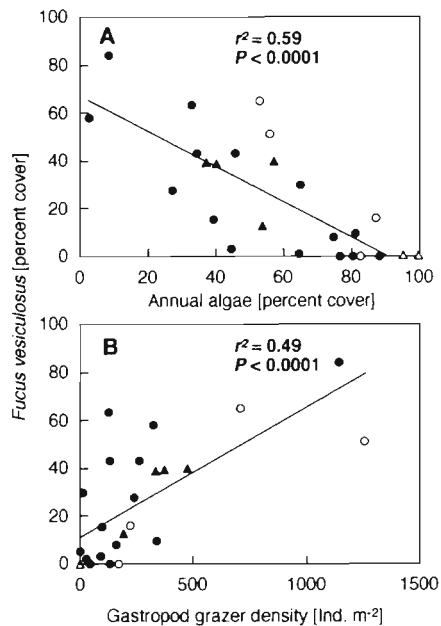 A
r² = 0.59
P < 0.0001
100
80
60
40
20
0
0 20 40 60 80 100
Annual algae [percent cover]
Fucus vesiculosus [percent cover]
B
r² = 0.49
P < 0.0001
100
80
60
40
20
0
0 500 1000 1500
Gastropod grazer density [Ind. m⁻²]